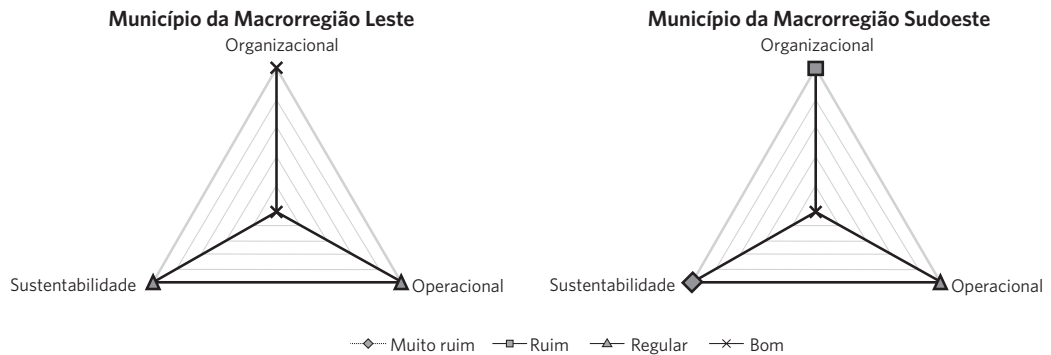 Município da Macrorregião Leste
Organizacional
Sustentabilidade
Operacional
Município da Macrorregião Sudoeste
Organizacional
Sustentabilidade
Operacional
Muito ruim
Ruim
Regular
Bom